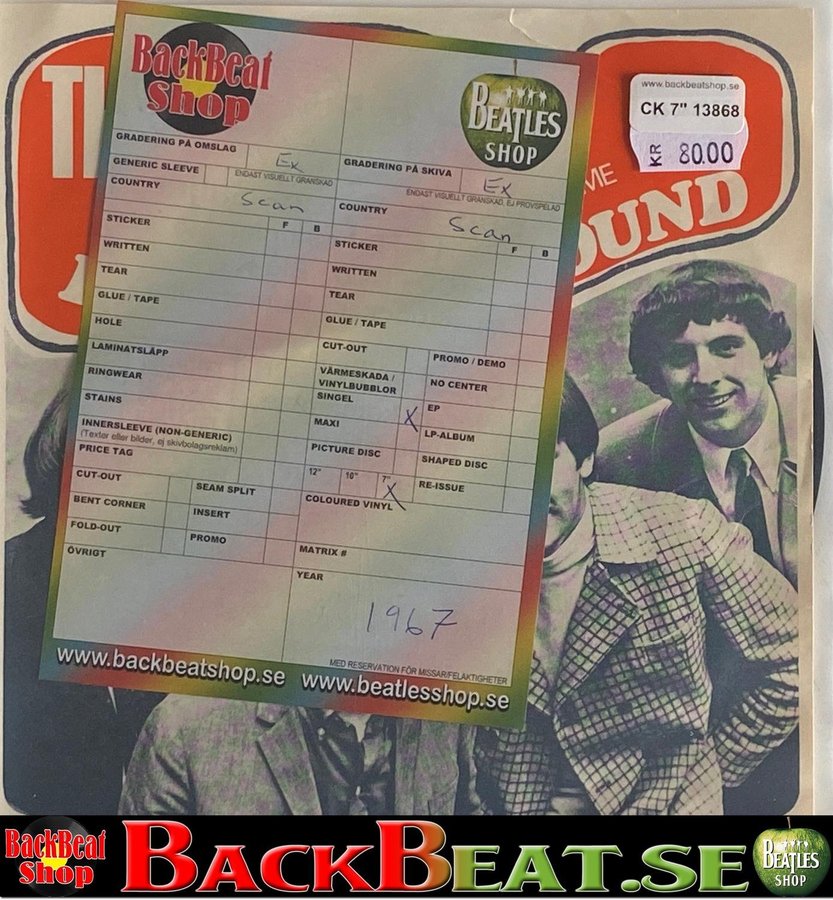 BackBeat
Shop
BEATLES
SHOP
www.backbeatshop.se
CK 7" 13868
KR 80.00
TH
ME
OUND
GRADERING PÅ OMSLAG Ex
ENDAST VISUELLT GRANSKAD
GENERIC SLEEVE
COUNTRY Scan
F B
STICKER
WRITTEN
TEAR
GLUE / TAPE
HOLE
LAMINATSLÄPP
RINGWEAR
STAINS
INNERSLEEVE (NON-GENERIC)
(Texter eller bilder, ej skivbolagsreklam)
PRICE TAG
CUT-OUT SEAM SPLIT
BENT CORNER INSERT
FOLD-OUT PROMO
ÖVRIGT
GRADERING PÅ SKIVA Ex
ENDAST VISUELLT GRANSKAD, EJ PROVSPELAD
COUNTRY Scan
F B
STICKER
WRITTEN
TEAR
GLUE / TAPE
CUT-OUT PROMO / DEMO
VÄRMESKADA /
VINYLBUBBLOR NO CENTER
SINGEL X EP
MAXI LP-ALBUM
PICTURE DISC SHAPED DISC
12" 10" 7" X RE-ISSUE
COLOURED VINYL
MATRIX #
YEAR
1967
MED RESERVATION FÖR MISSAR/FELAKTIGHETER
www.backbeatshop.se www.beatlesshop.se
BackBeat
Shop
BACKBEAT.SE
BEATLES
SHOP